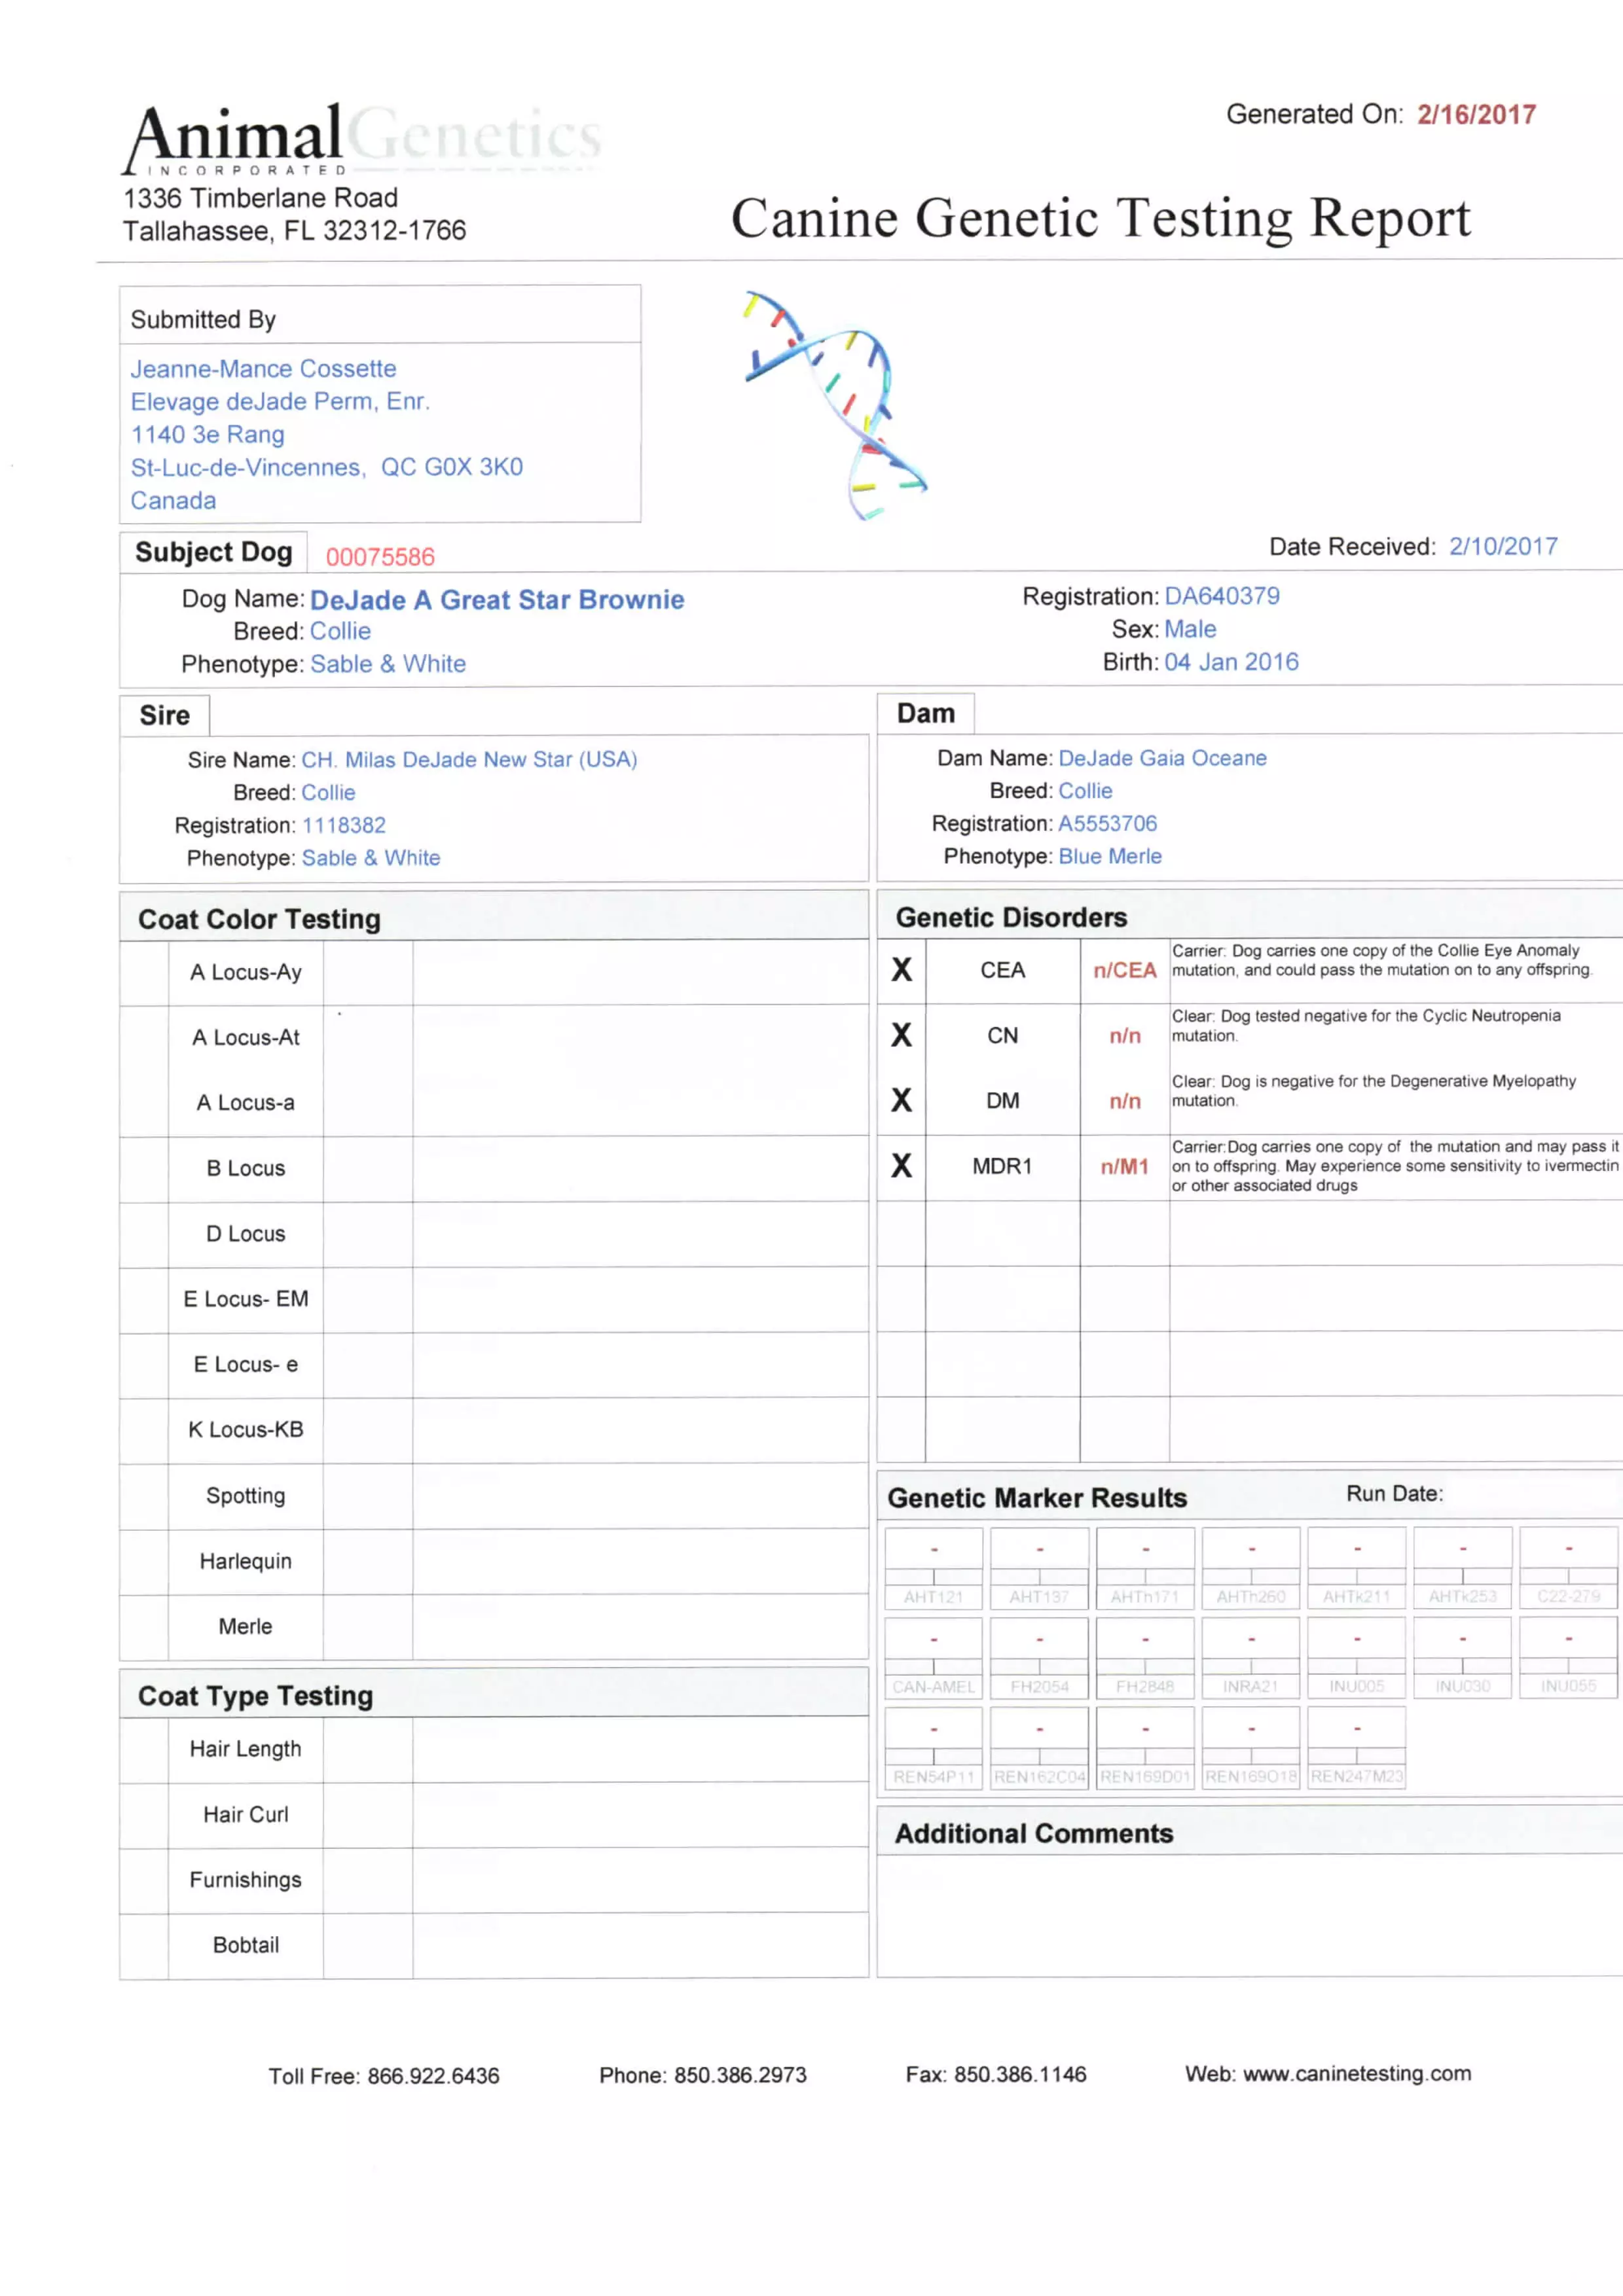 Animal Genetics
INCORPORATED
1336 Timberlane Road
Tallahassee, FL 32312-1766
Generated On: 2/16/2017
Canine Genetic Testing Report
Submitted By
Jeanne-Mance Cossette
Elevage deJade Perm, Enr.
1140 3e Rang
St-Luc-de-Vincennes, QC G0X 3K0
Canada
Subject Dog 00075586
Date Received: 2/10/2017
Dog Name: DeJade A Great Star Brownie
Breed: Collie
Phenotype: Sable & White
Registration: DA640379
Sex: Male
Birth: 04 Jan 2016
Sire
Sire Name: CH. Milas DeJade New Star (USA)
Breed: Collie
Registration: 1118382
Phenotype: Sable & White
Dam
Dam Name: DeJade Gaia Oceane
Breed: Collie
Registration: A5553706
Phenotype: Blue Merle
Coat Color Testing
A Locus-Ay
A Locus-At
A Locus-a
B Locus
D Locus
E Locus- EM
E Locus- e
K Locus-KB
Spotting
Harlequin
Merle
Coat Type Testing
Hair Length
Hair Curl
Furnishings
Bobtail
Genetic Disorders
X CEA n/CEA Carrier: Dog carries one copy of the Collie Eye Anomaly
mutation, and could pass the mutation on to any offspring.
X CN n/n Clear: Dog tested negative for the Cyclic Neutropenia
mutation.
X DM n/n Clear: Dog is negative for the Degenerative Myelopathy
mutation.
X MDR1 n/M1 Carrier:Dog carries one copy of the mutation and may pass it
on to offspring. May experience some sensitivity to ivermectin
or other associated drugs
Genetic Marker Results Run Date:
- - - - - - -
AHT121 AHT137 AHTh171 AHTh260 AHTk211 AHTk253 C22-279
- - - - - - -
CAN-AMEL FH2054 FH2848 INRA21 INU005 INU030 INU055
- - - - -
REN54P11 REN162C04 REN169D01 REN169O18 REN247M23
Additional Comments
Toll Free: 866.922.6436 Phone: 850.386.2973 Fax: 850.386.1146 Web: www.caninetesting.com